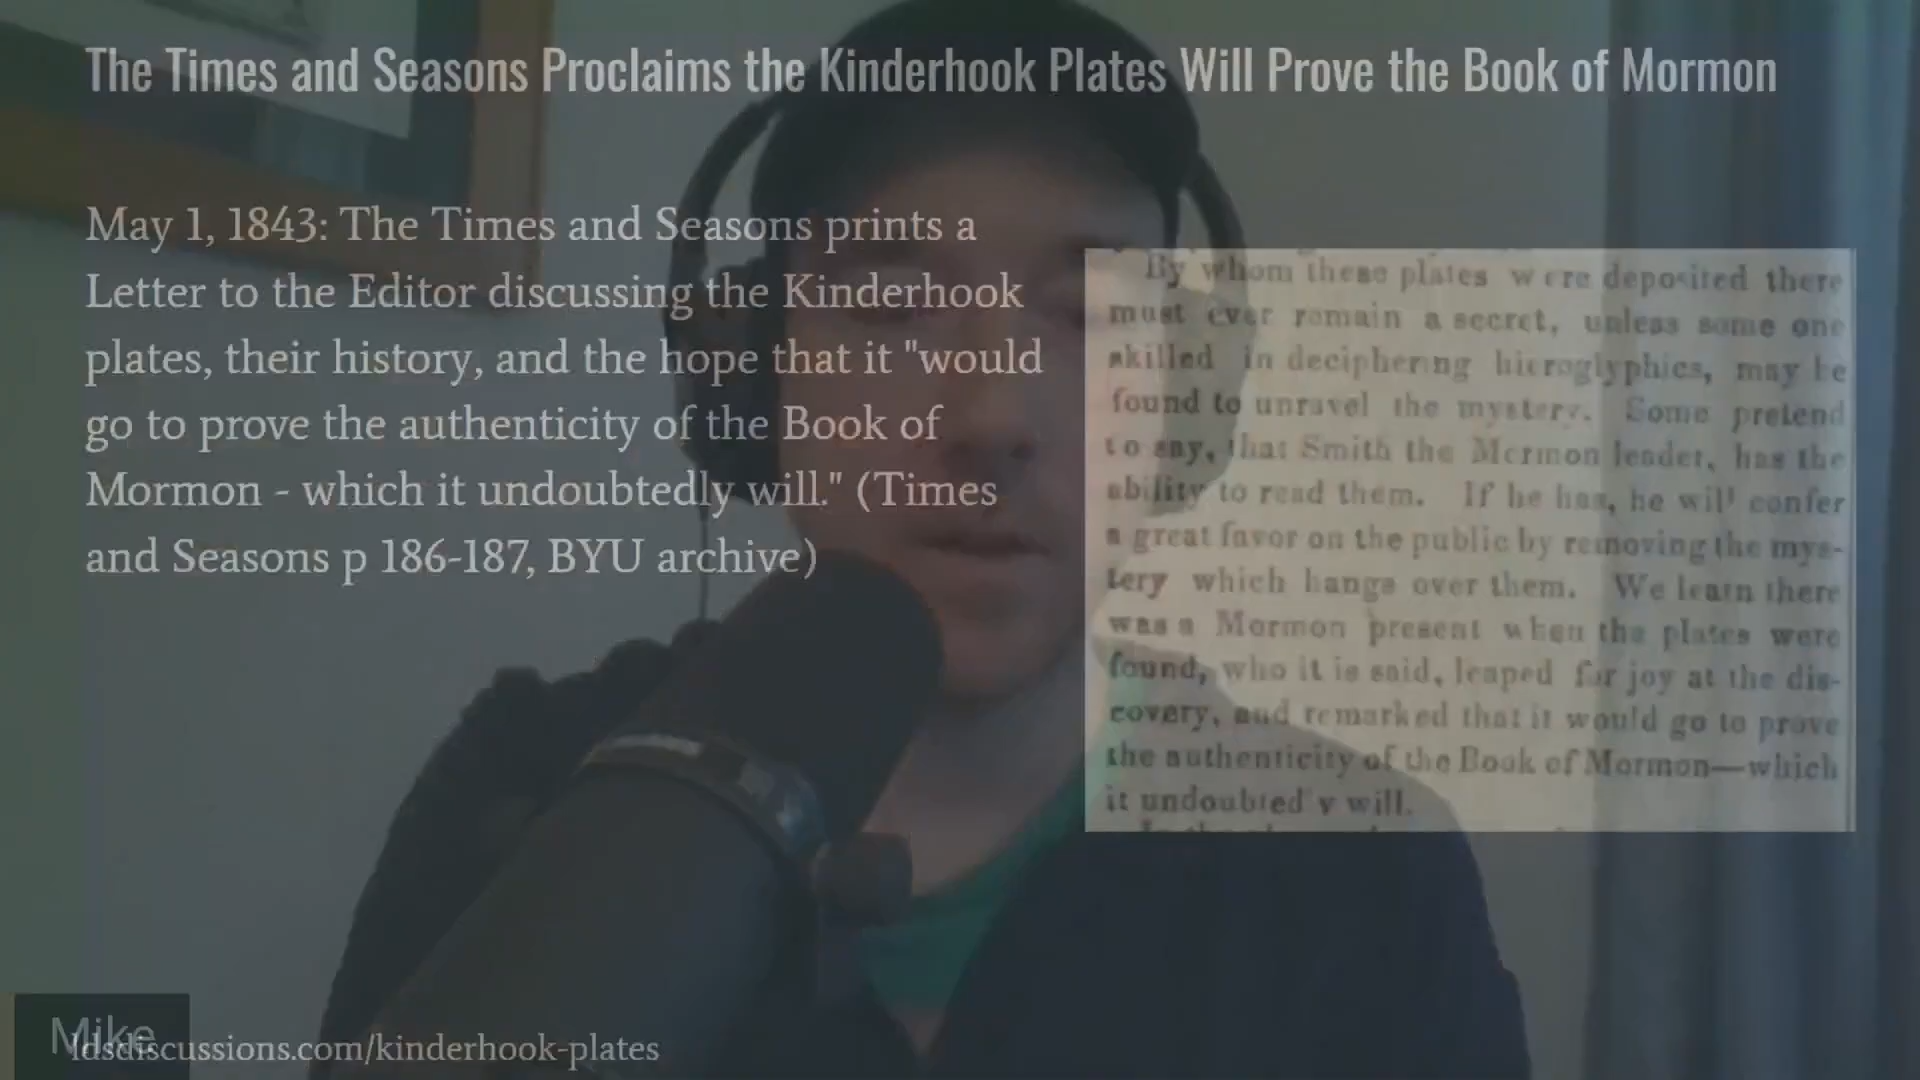 The Times and Seasons Proclaims the Kinderhook Plates Will Prove the Book of Mormon
May 1, 1843: The Times and Seasons prints a
Letter to the Editor discussing the Kinderhook
plates, their history, and the hope that it "would
go to prove the authenticity of the Book of
Mormon - which it undoubtedly will." (Times
and Seasons p 186-187, BYU archive)
By whom these plates were deposited there
must ever remain a secret, unless some one
skilled in deciphering hieroglyphics, may be
found to unravel the mystery. Some pretend
to say, that Smith the Mormon leader, has the
ability to read them. If he has, he will confer
a great favor on the public by removing the mys-
tery which hangs over them. We learn there
was a Mormon present when the plates were
found, who it is said, leaped for joy at the dis-
covery, and remarked that it would go to prove
the authenticity of the Book of Mormon—which
it undoubted y will.
Mike
ldsdiscussions.com/kinderhook-plates